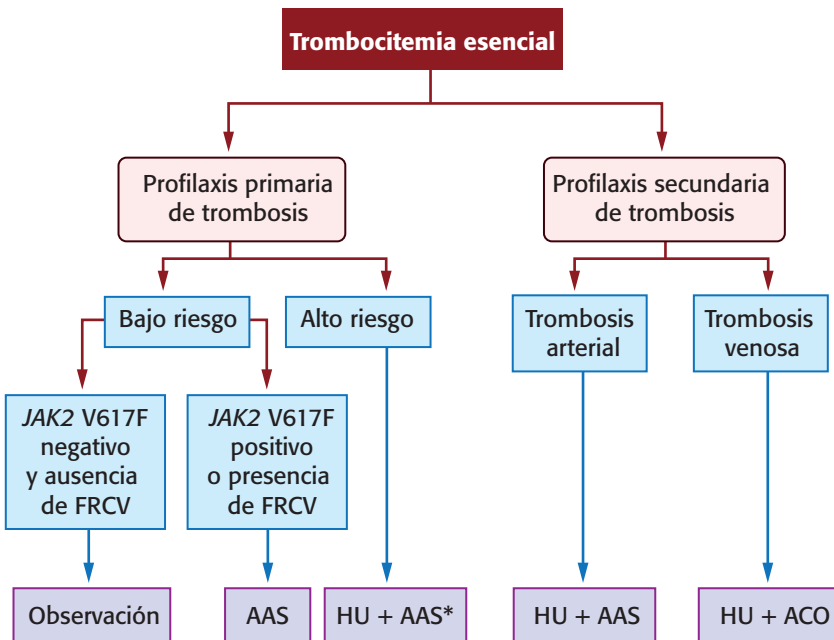 Trombocitemia esencial
Profilaxis primaria
de trombosis
Profilaxis secundaria
de trombosis
Bajo riesgo
Alto riesgo
Trombosis
arterial
Trombosis
venosa
JAK2 V617F
negativo
y ausencia
de FRCV
JAK2 V617F
positivo
o presencia
de FRCV
Observación
AAS
HU + AAS*
HU + AAS
HU + ACO